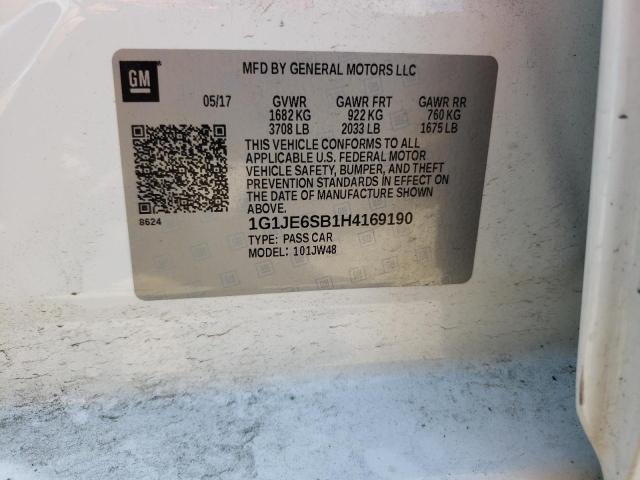 GM
MFD BY GENERAL MOTORS LLC
05/17 GVWR GAWR FRT GAWR RR
1682 KG 922 KG 760 KG
3708 LB 2033 LB 1675 LB
THIS VEHICLE CONFORMS TO ALL
APPLICABLE U.S. FEDERAL MOTOR
VEHICLE SAFETY, BUMPER, AND THEFT
PREVENTION STANDARDS IN EFFECT ON
THE DATE OF MANUFACTURE SHOWN
ABOVE.
8624
1G1JE6SB1H4169190
TYPE: PASS CAR
MODEL: 101JW48